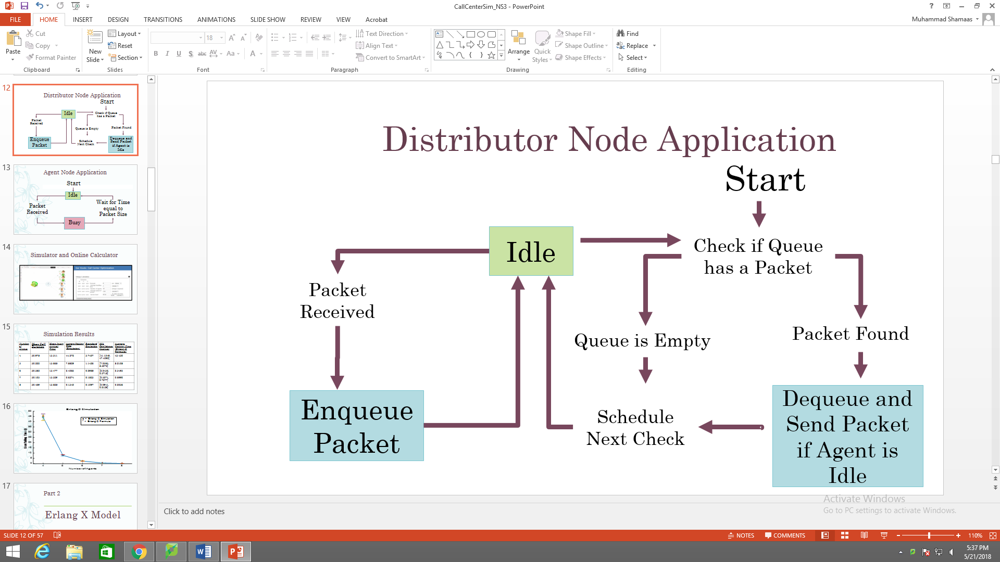 CallCenterSim_NS3 - PowerPoint
FILE
HOME
INSERT
DESIGN
TRANSITIONS
ANIMATIONS
SLIDE SHOW
REVIEW
VIEW
Acrobat
Muhammad Shamaas
Paste
Cut
Copy
Format Painter
Clipboard
New
Slide
Layout
Reset
Section
Slides
18
Font
Text Direction
Align Text
Convert to SmartArt
Paragraph
Arrange
Quick
Styles
Shape Fill
Shape Outline
Shape Effects
Drawing
Find
Replace
Select
Editing
12
Distributor Node Application
Start
Idle
Check if Queue
has a Packet
Packet
Received
Queue is Empty
Packet Found
Enqueue
Packet
Schedule
Next Check
Dequeue and
Send Packet
if Agent is
Idle
13
Agent Node Application
Start
Idle
Packet
Received
Wait for Time
equal to
Packet Size
Busy
14
Simulator and Online Calculator
15
Simulation Results
16
Erlang C Simulation
Number of Agents
17
Part 2
Erlang X Model
Distributor Node Application
Start
Idle
Check if Queue
has a Packet
Packet
Received
Queue is Empty
Packet Found
Enqueue
Packet
Schedule
Next Check
Dequeue and
Send Packet
if Agent is
Idle
Activate Windows
Go to PC settings to activate Windows.
Click to add notes
SLIDE 12 OF 57
NOTES
COMMENTS
110%
5:37 PM
5/21/2018